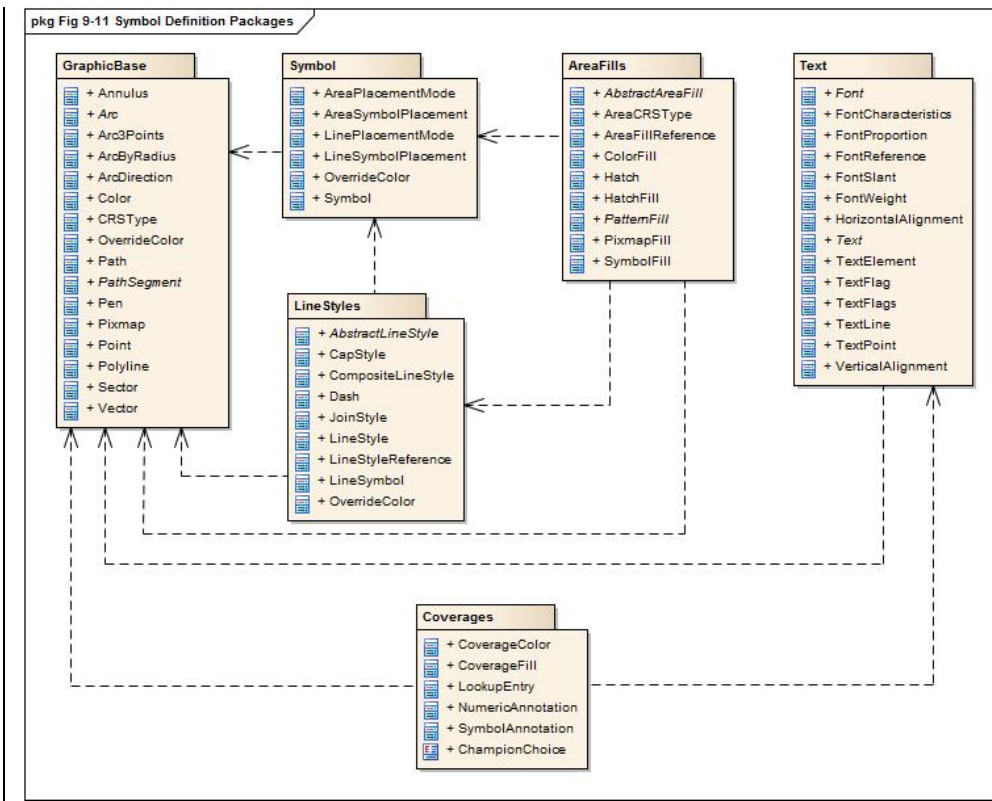 pkg Fig 9-11 Symbol Definition Packages
GraphicBase
+ Annulus
+ Arc
+ Arc3Points
+ ArcByRadius
+ ArcDirection
+ Color
+ CRSType
+ OverrideColor
+ Path
+ PathSegment
+ Pen
+ Pixmap
+ Point
+ Polyline
+ Sector
+ Vector
Symbol
+ AreaPlacementMode
+ AreaSymbolPlacement
+ LinePlacementMode
+ LineSymbolPlacement
+ OverrideColor
+ Symbol
AreaFills
+ AbstractAreaFill
+ AreaCRSType
+ AreaFillReference
+ ColorFill
+ Hatch
+ HatchFill
+ PatternFill
+ PixmapFill
+ SymbolFill
Text
+ Font
+ FontCharacteristics
+ FontProportion
+ FontReference
+ FontSlant
+ FontWeight
+ HorizontalAlignment
+ Text
+ TextElement
+ TextFlag
+ TextFlags
+ TextLine
+ TextPoint
+ VerticalAlignment
LineStyles
+ AbstractLineStyle
+ CapStyle
+ CompositeLineStyle
+ Dash
+ JoinStyle
+ LineStyle
+ LineStyleReference
+ LineSymbol
+ OverrideColor
Coverages
+ CoverageColor
+ CoverageFill
+ LookupEntry
+ NumericAnnotation
+ SymbolAnnotation
+ ChampionChoice